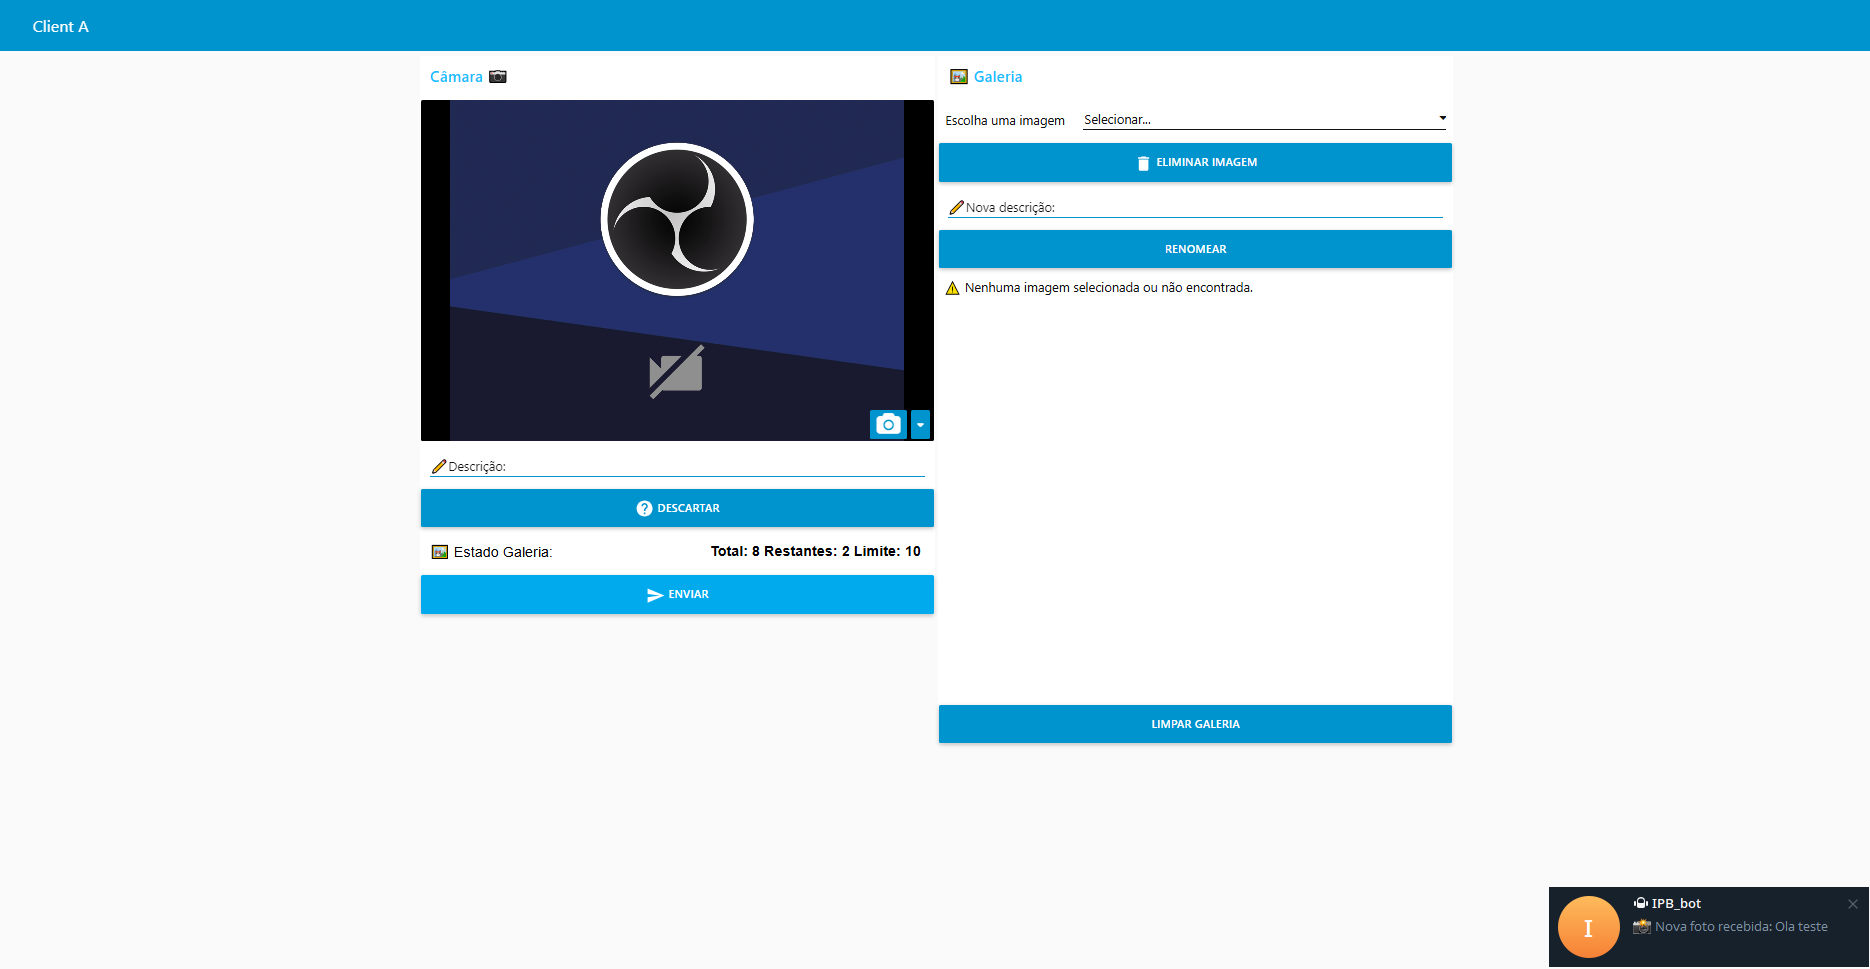 Client A
Câmara
Descrição:
DESCARTAR
Estado Galeria:
Total: 8 Restantes: 2 Limite: 10
ENVIAR
Galeria
Escolha uma imagem
Selecionar...
ELIMINAR IMAGEM
Nova descrição:
RENOMEAR
Nenhuma imagem selecionada ou não encontrada.
LIMPAR GALERIA
I
IPB_bot
Nova foto recebida: Ola teste